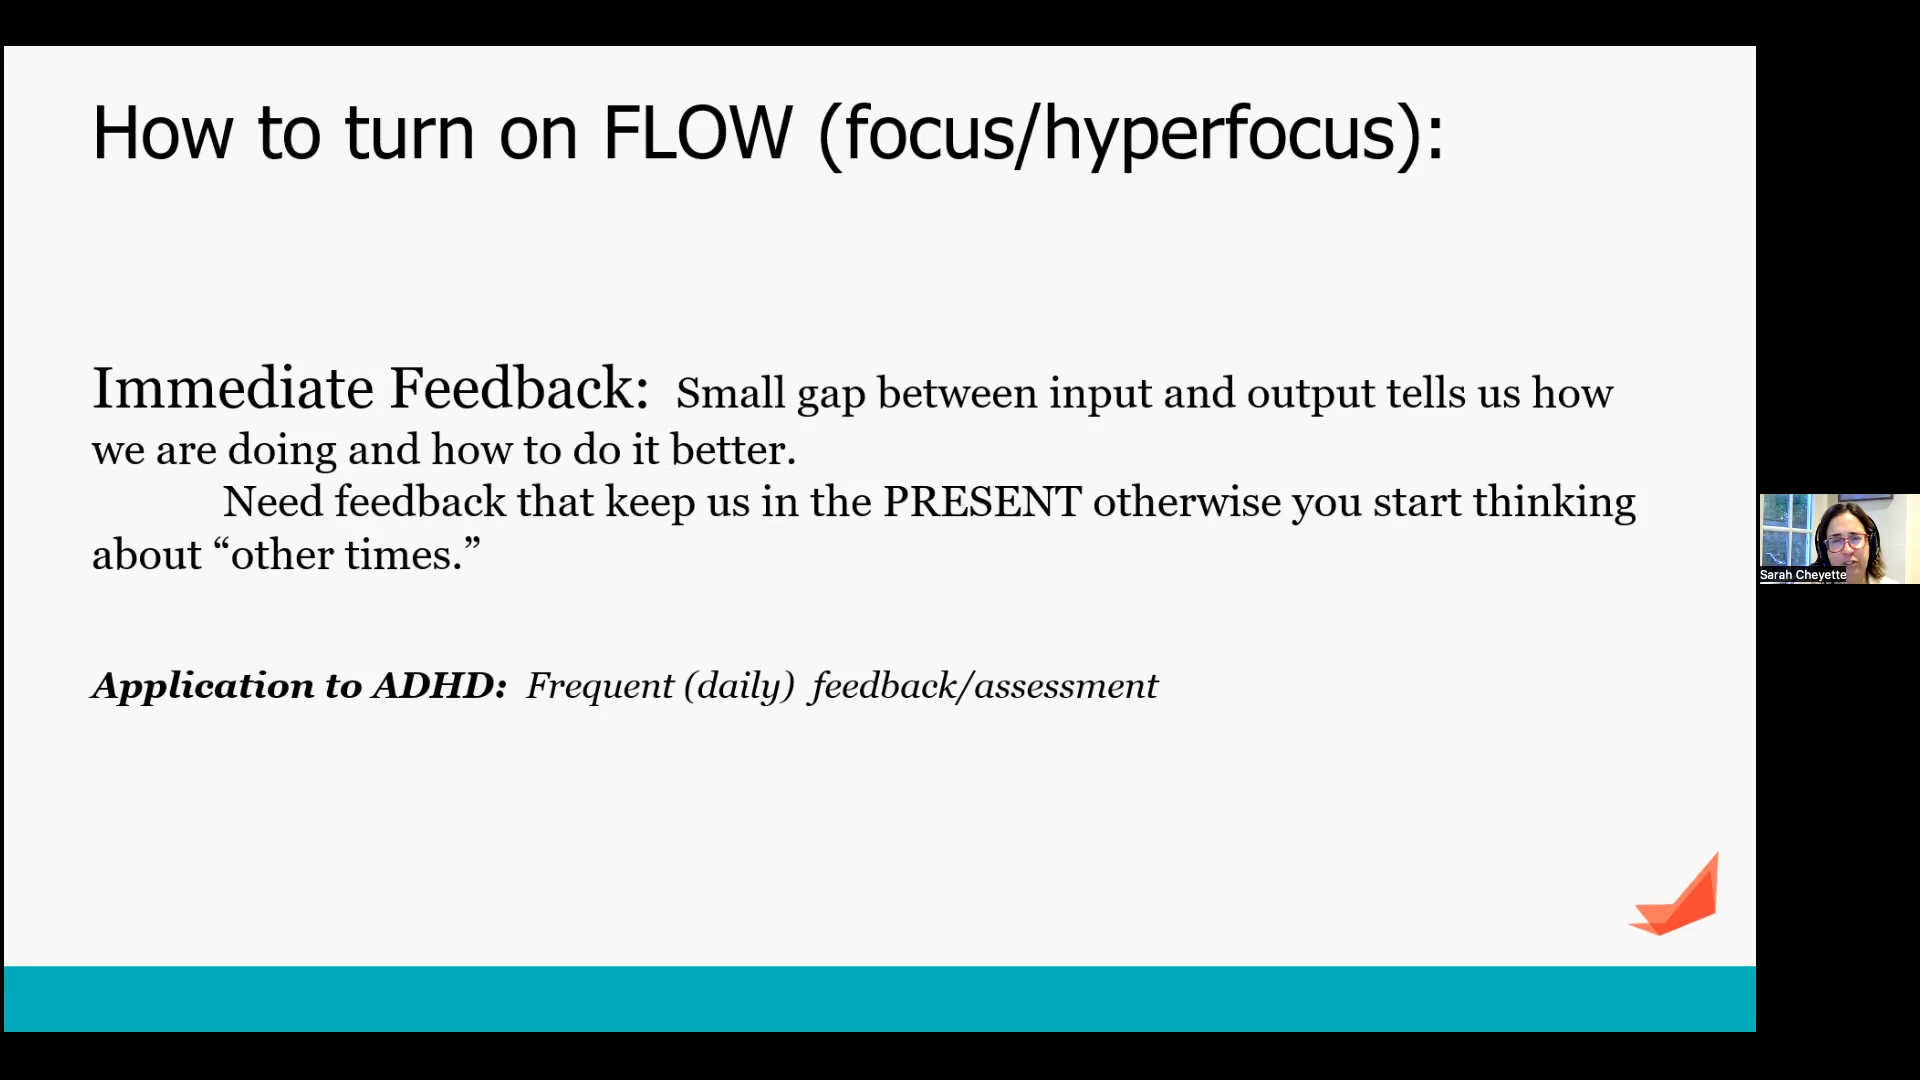 How to turn on FLOW (focus/hyperfocus):
Immediate Feedback: Small gap between input and output tells us how
we are doing and how to do it better.
Need feedback that keep us in the PRESENT otherwise you start thinking
about “other times.”
Application to ADHD: Frequent (daily) feedback/assessment
Sarah Cheyette